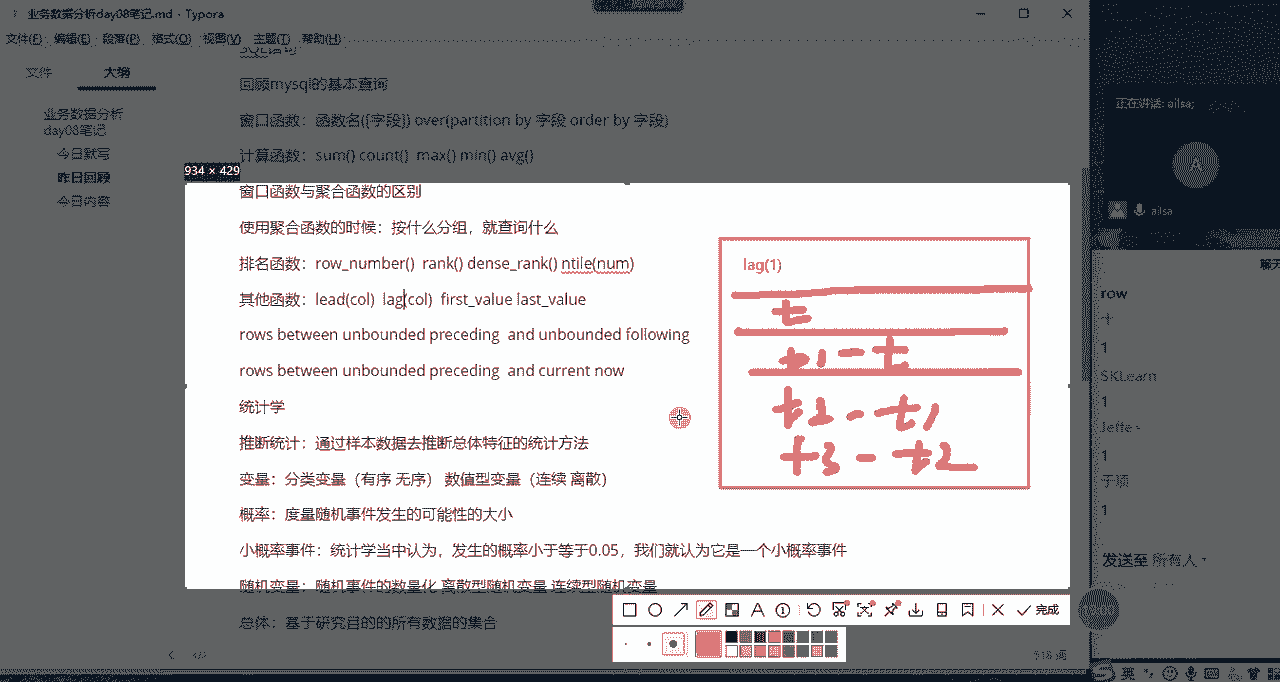 业务数据分析day08笔记.md - Typora
文件(F) 编辑(E) 段落(P) 格式(O) 视图(V) 主题(T) 帮助(H)
文件 大纲
业务数据分析
day08笔记
今日默写
昨日回顾
今日内容
回顾mysql的基本查询
窗口函数：函数名([字段]) over(partition by 字段 order by 字段)
计算函数：sum() count() max() min() avg()
934 × 429
窗口函数与聚合函数的区别
使用聚合函数的时候：按什么分组，就查询什么
排名函数：row_number() rank() dense_rank() ntile(num)
其他函数：lead(col) lag(col) first_value last_value
rows between unbounded preceding and unbounded following
rows between unbounded preceding and current now
统计学
推断统计：通过样本数据去推断总体特征的统计方法
变量：分类变量（有序 无序） 数值型变量（连续 离散）
概率：度量随机事件发生的可能性的大小
小概率事件：统计学当中认为，发生的概率小于等于0.05，我们就认为它是一个小概率事件
随机变量：随机事件的数量化 离散型随机变量 连续型随机变量
总体：基于研究目的的所有数据的集合
lag(1)
t
t1-t
t2-t1
t3-t2
完成
正在讲话: ailsa;
A
ailsa
聊天
row
1
SKLearn
1
1
于顺
1
发送至 所有人
英